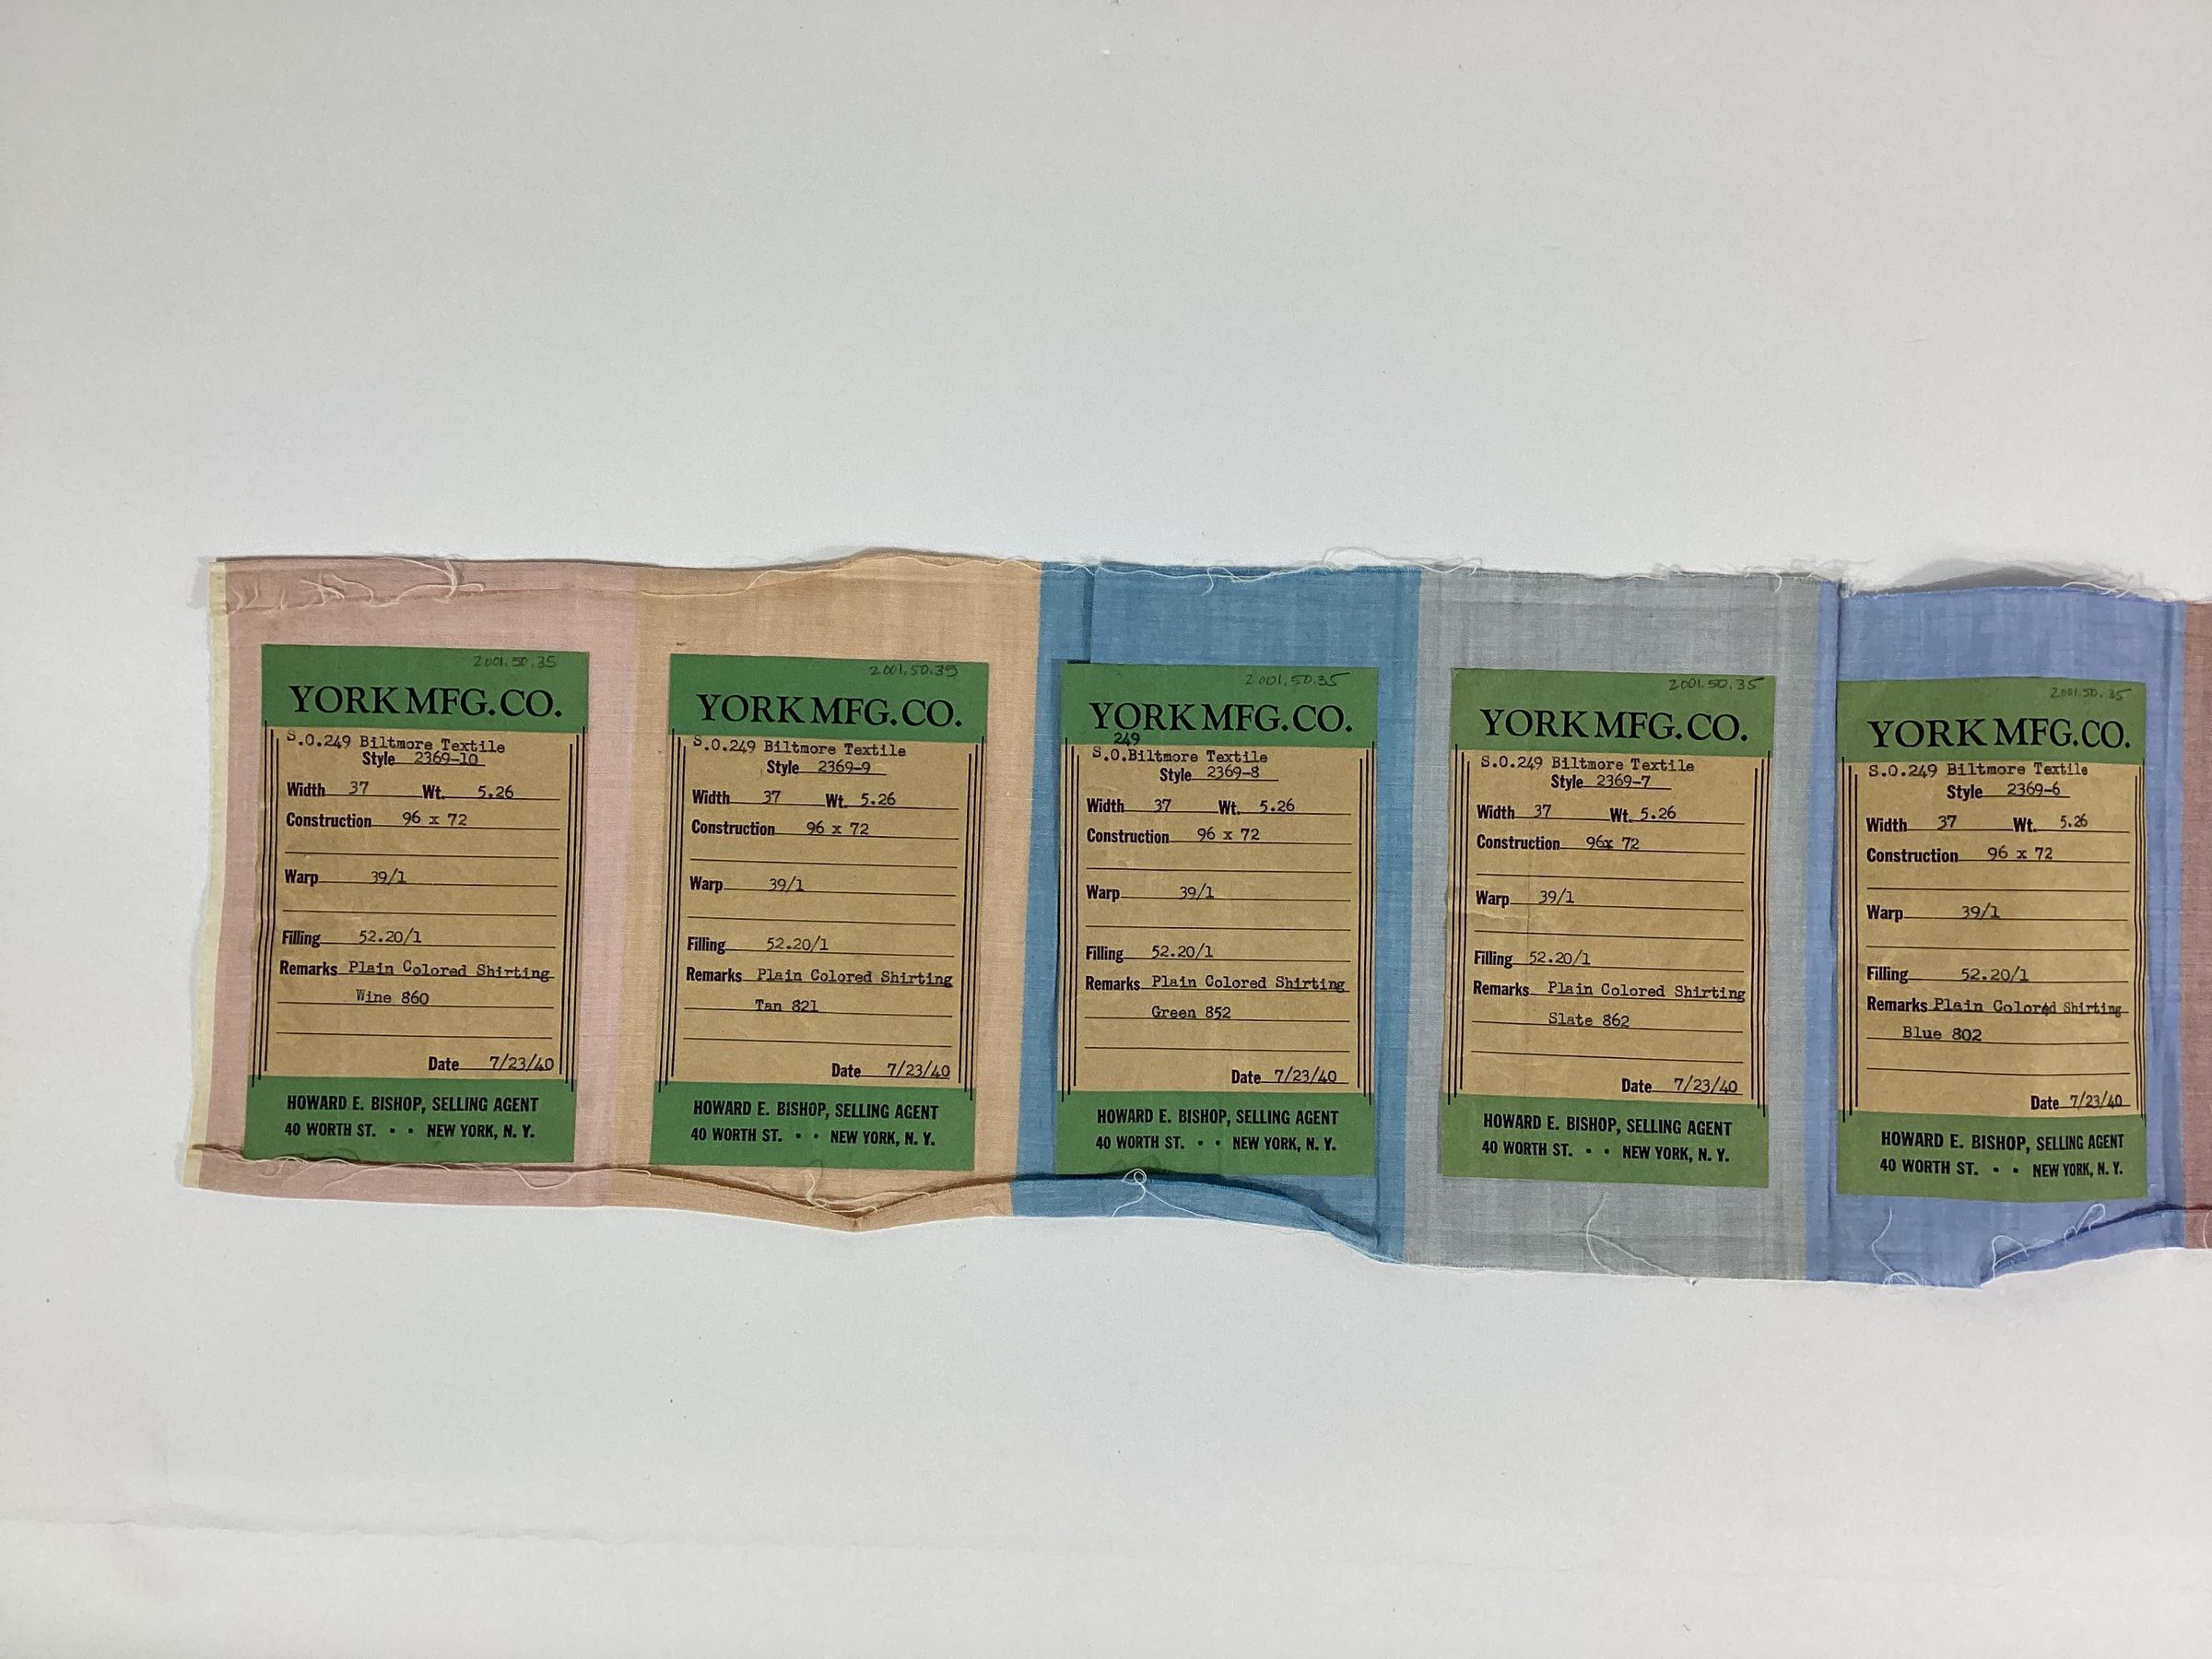 2001.50.35
YORK MFG. CO.
S.O.249 Biltmore Textile
Style 2369-10
Width 37 Wt. 5.26
Construction 96 x 72
Warp 39/1
Filling 52.20/1
Remarks Plain Colored Shirting
Wine 860
Date 7/23/40
HOWARD E. BISHOP, SELLING AGENT
40 WORTH ST. · · NEW YORK, N. Y.
2001.50.35
YORK MFG. CO.
S.O.249 Biltmore Textile
Style 2369-9
Width 37 Wt. 5.26
Construction 96 x 72
Warp 39/1
Filling 52.20/1
Remarks Plain Colored Shirting
Tan 821
Date 7/23/40
HOWARD E. BISHOP, SELLING AGENT
40 WORTH ST. · · NEW YORK, N. Y.
2001.50.35
YORK MFG. CO.
249
S.O.Biltmore Textile
Style 2369-8
Width 37 Wt. 5.26
Construction 96 x 72
Warp 39/1
Filling 52.20/1
Remarks Plain Colored Shirting
Green 852
Date 7/23/40
HOWARD E. BISHOP, SELLING AGENT
40 WORTH ST. · · NEW YORK, N. Y.
2001.50.35
YORK MFG. CO.
S.O.249 Biltmore Textile
Style 2369-7
Width 37 Wt. 5.26
Construction 96x 72
Warp 39/1
Filling 52.20/1
Remarks Plain Colored Shirting
Slate 862
Date 7/23/40
HOWARD E. BISHOP, SELLING AGENT
40 WORTH ST. · · NEW YORK, N. Y.
2001.50.35
YORK MFG. CO.
S.O.249 Biltmore Textile
Style 2369-6
Width 37 Wt. 5.26
Construction 96 x 72
Warp 39/1
Filling 52.20/1
Remarks Plain Colored Shirting
Blue 802
Date 7/23/40
HOWARD E. BISHOP, SELLING AGENT
40 WORTH ST. · · NEW YORK, N. Y.